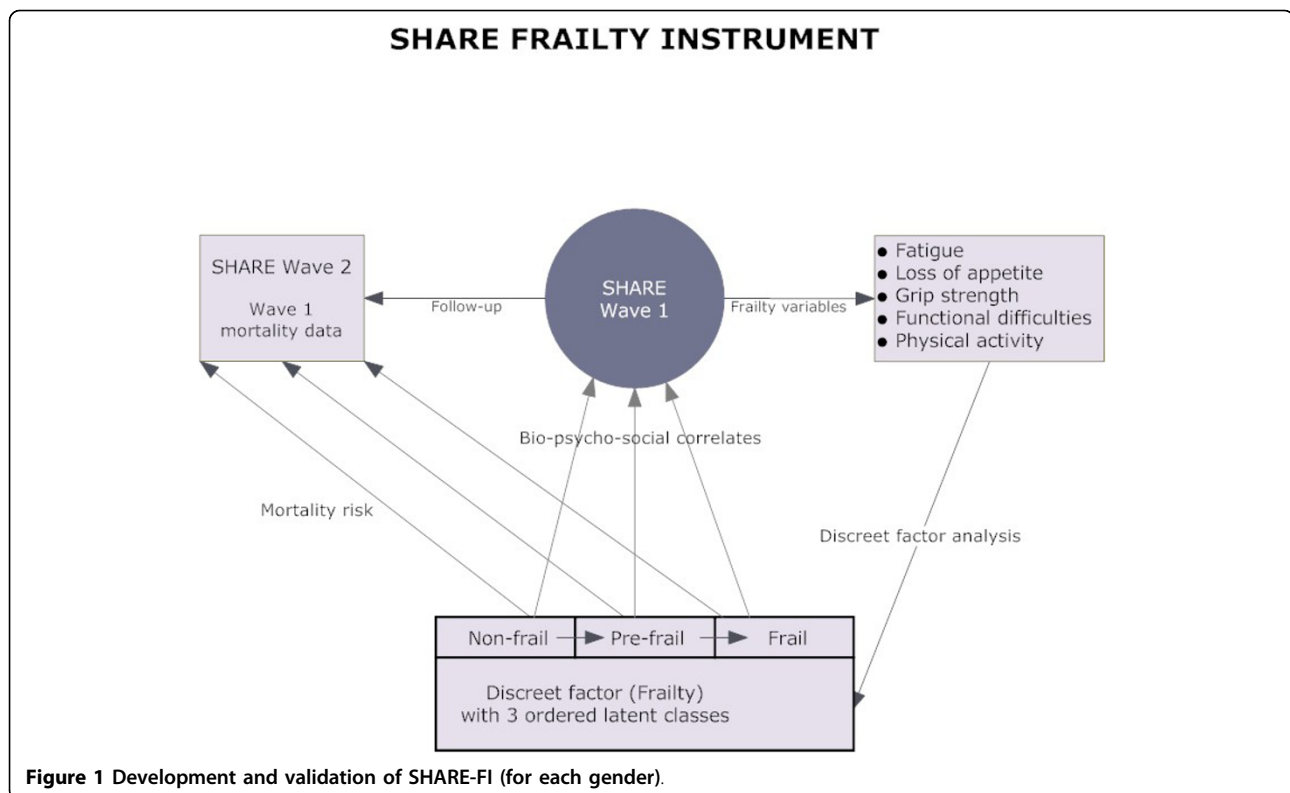 SHARE FRAILTY INSTRUMENT
SHARE Wave 2
Wave 1
mortality data
Follow-up
SHARE
Wave 1
Frailty variables
● Fatigue
● Loss of appetite
● Grip strength
● Functional difficulties
● Physical activity
Bio-psycho-social correlates
Mortality risk
Discreet factor analysis
Non-frail
Pre-frail
Frail
Discreet factor (Frailty)
with 3 ordered latent classes
Figure 1 Development and validation of SHARE-FI (for each gender).